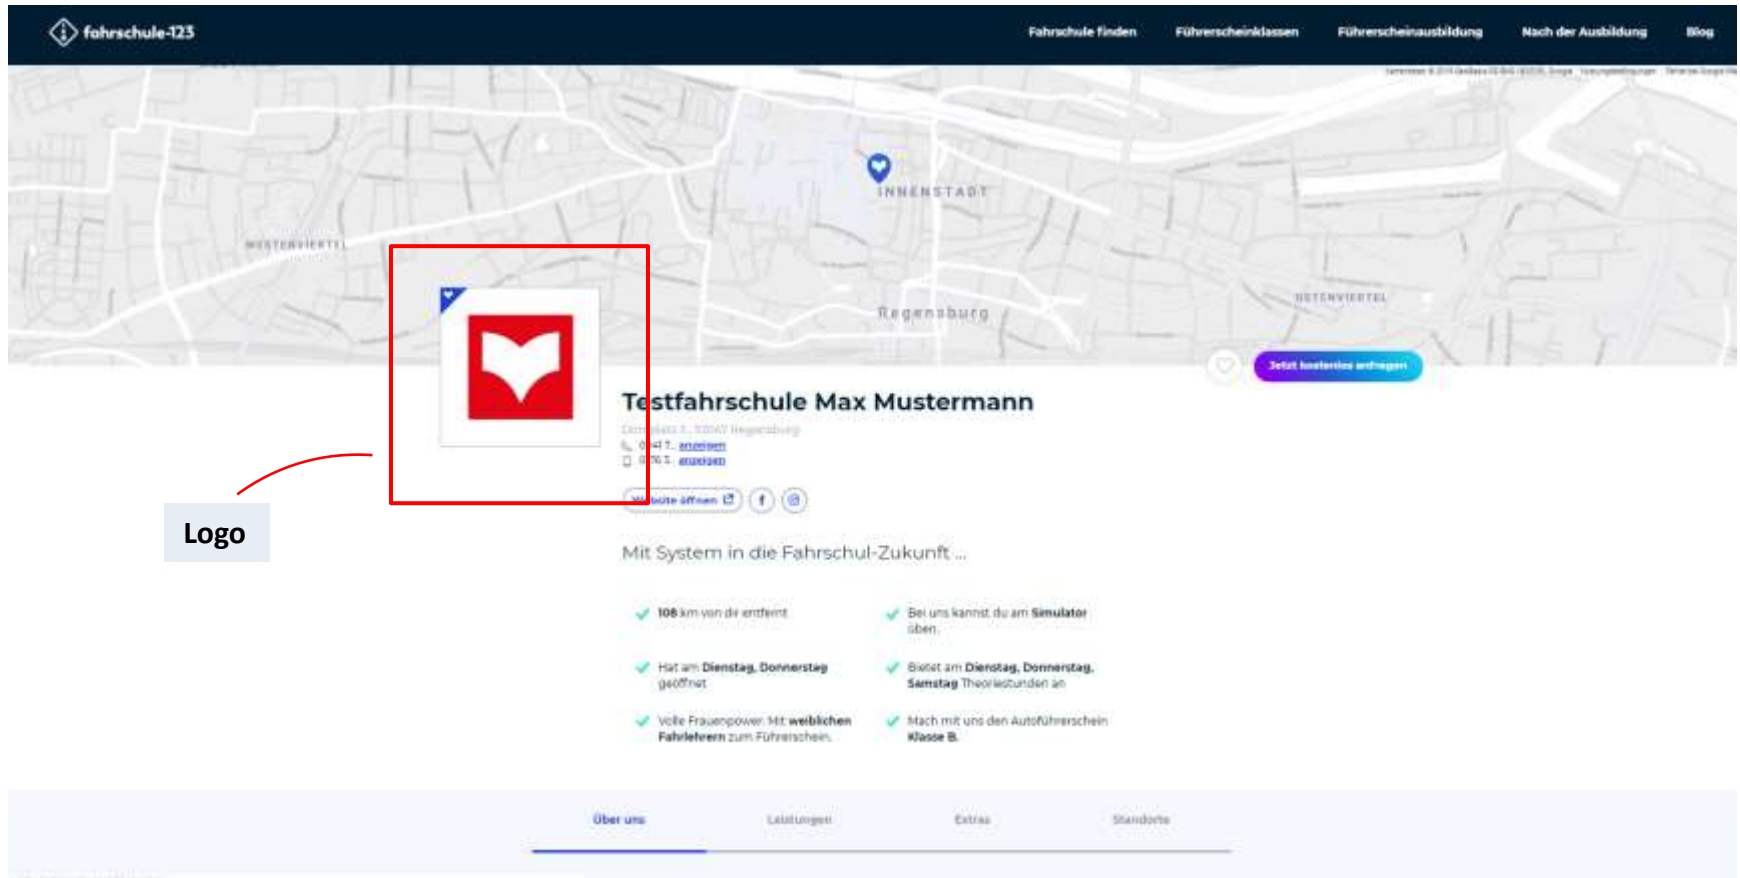 fahrschule-123
Fahrschule finden
Führerscheinklassen
Führerscheinausbildung
Nach der Ausbildung
Blog
INNENSTADT
WESTENVIERTEL
Regensburg
OSTENVIERTEL
Jetzt kostenlos anfragen
Testfahrschule Max Mustermann
93047 Regensburg
anzeigen
anzeigen
Website öffnen
Logo
Mit System in die Fahrschul-Zukunft ...
108 km von dir entfernt
Bei uns kannst du am Simulator
üben.
Hat am Dienstag, Donnerstag
geöffnet
Bietet am Dienstag, Donnerstag,
Samstag Theoriestunden an
Volle Frauenpower. Mit weiblichen
Fahrlehrern zum Führerschein.
Mach mit uns den Autoführerschein
Klasse B.
Über uns
Leistungen
Extras
Standorte